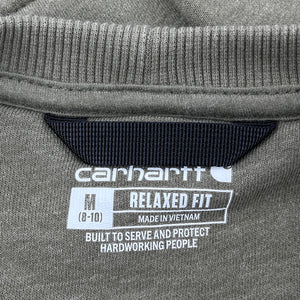 carhartt
M
(8-10)
RELAXED FIT
MADE IN VIETNAM
BUILT TO SERVE AND PROTECT
HARDWORKING PEOPLE